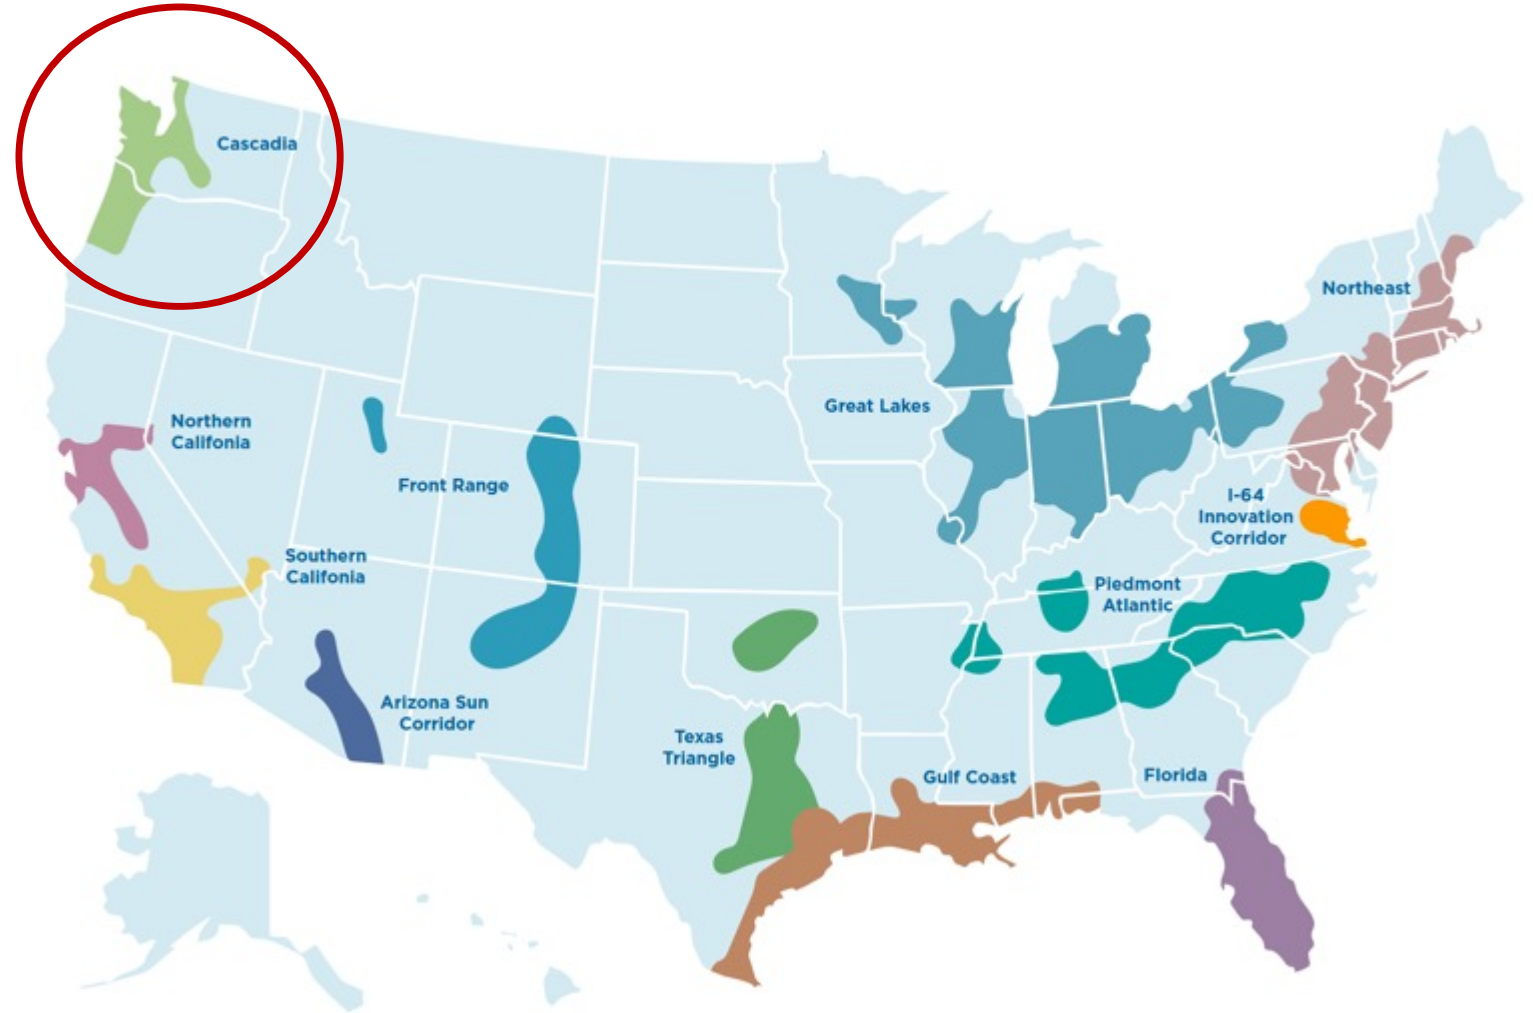 Cascadia
Northeast
Great Lakes
Northern
Califonia
Front Range
I-64
Innovation
Corridor
Southern
Califonia
Piedmont
Atlantic
Arizona Sun
Corridor
Texas
Triangle
Gulf Coast
Florida